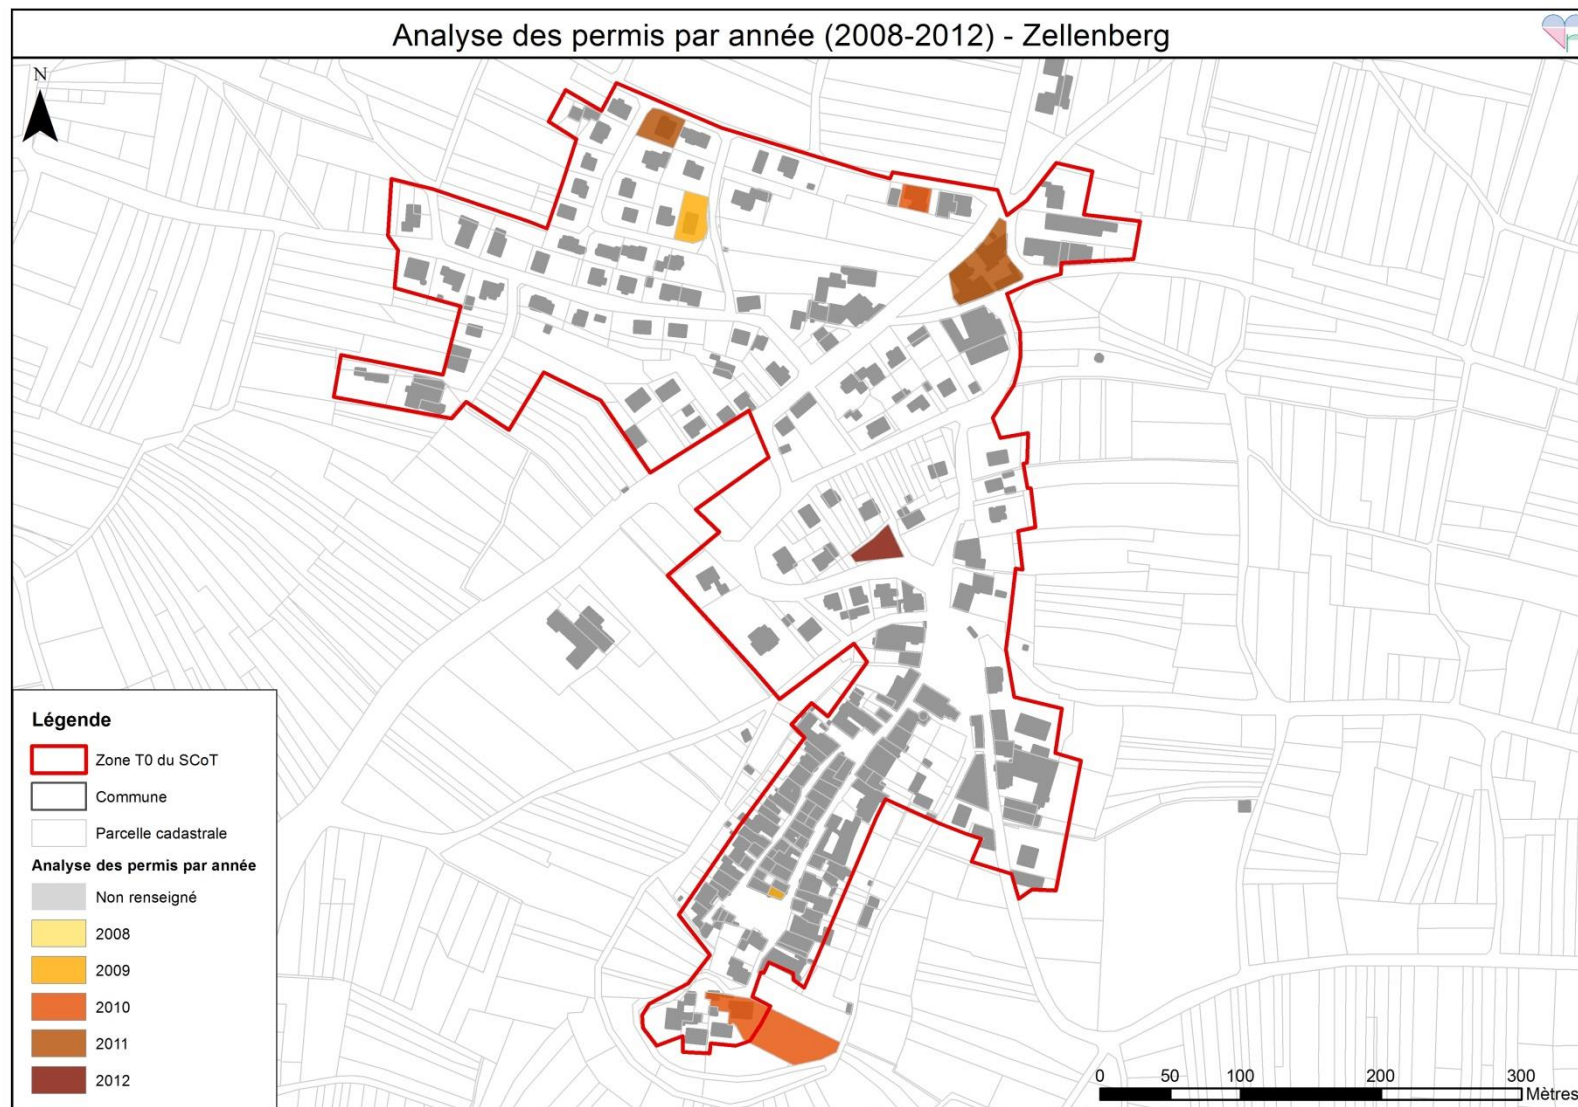 Analyse des permis par année (2008-2012) - Zellenberg
N
Légende
Zone T0 du SCoT
Commune
Parcelle cadastrale
Analyse des permis par année
Non renseigné
2008
2009
2010
2011
2012
0 50 100 200 300
Mètres